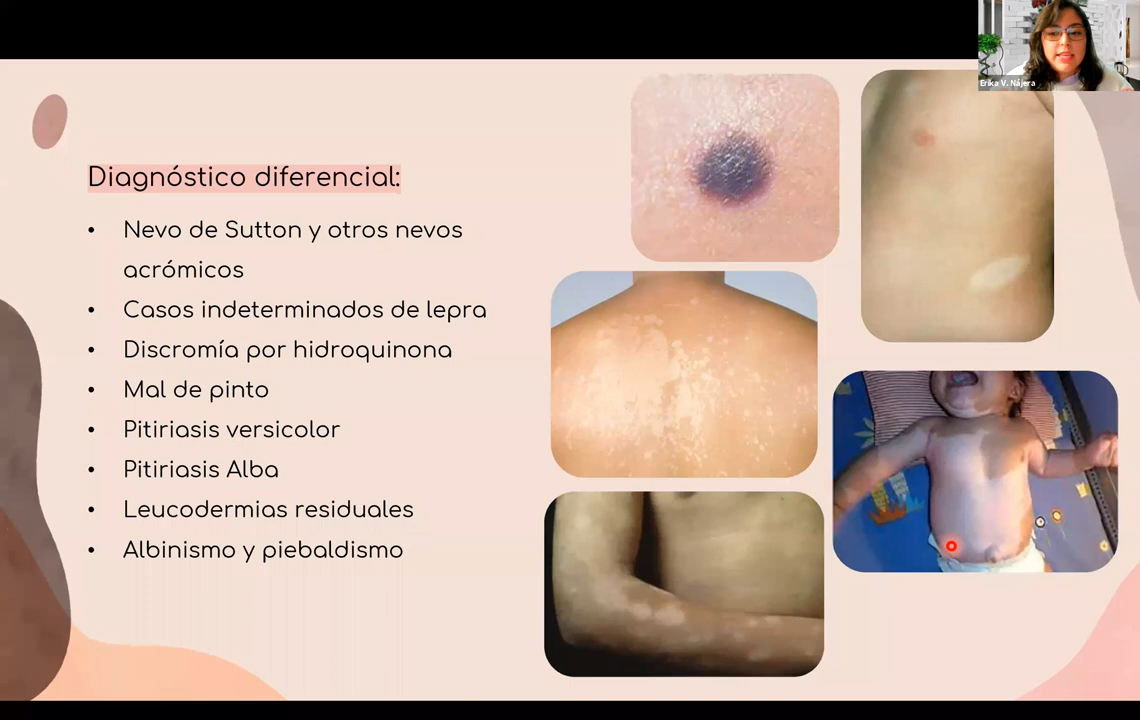 Erika V. Nájera
Diagnóstico diferencial:
• Nevo de Sutton y otros nevos
acrómicos
• Casos indeterminados de lepra
• Discromía por hidroquinona
• Mal de pinto
• Pitiriasis versicolor
• Pitiriasis Alba
• Leucodermias residuales
• Albinismo y piebaldismo